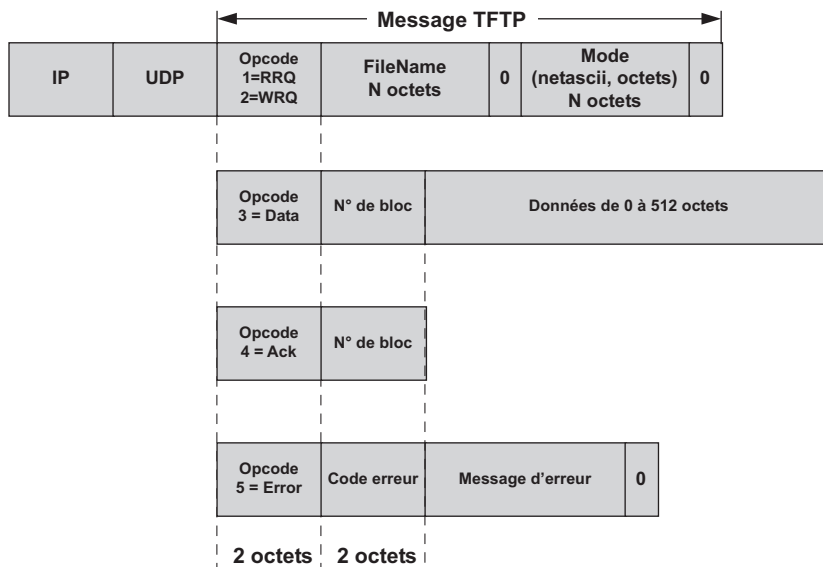 Message TFTP
IP
UDP
Opcode
1=RRQ
2=WRQ
FileName
N octets
0
Mode
(netascii, octets)
N octets
0
Opcode
3 = Data
N° de bloc
Données de 0 à 512 octets
Opcode
4 = Ack
N° de bloc
Opcode
5 = Error
Code erreur
Message d'erreur
0
2 octets
2 octets